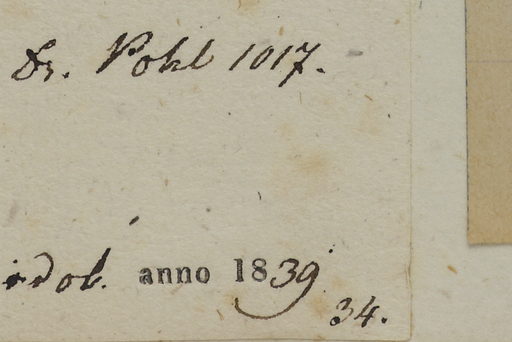 Dr. Pohl 1017.
anno 1839
34.